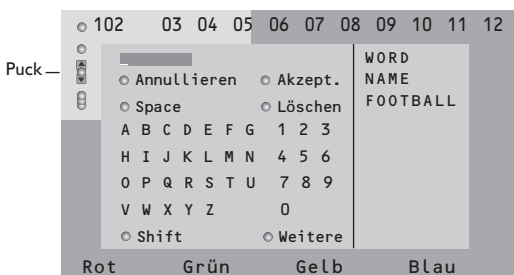 102 03 04 05 06 07 08 09 10 11 12
Puck
Annullieren Akzept.
Space Löschen
A B C D E F G 1 2 3
H I J K L M N 4 5 6
O P Q R S T U 7 8 9
V W X Y Z 0
Shift Weitere
WORD
NAME
FOOTBALL
Rot Grün Gelb Blau